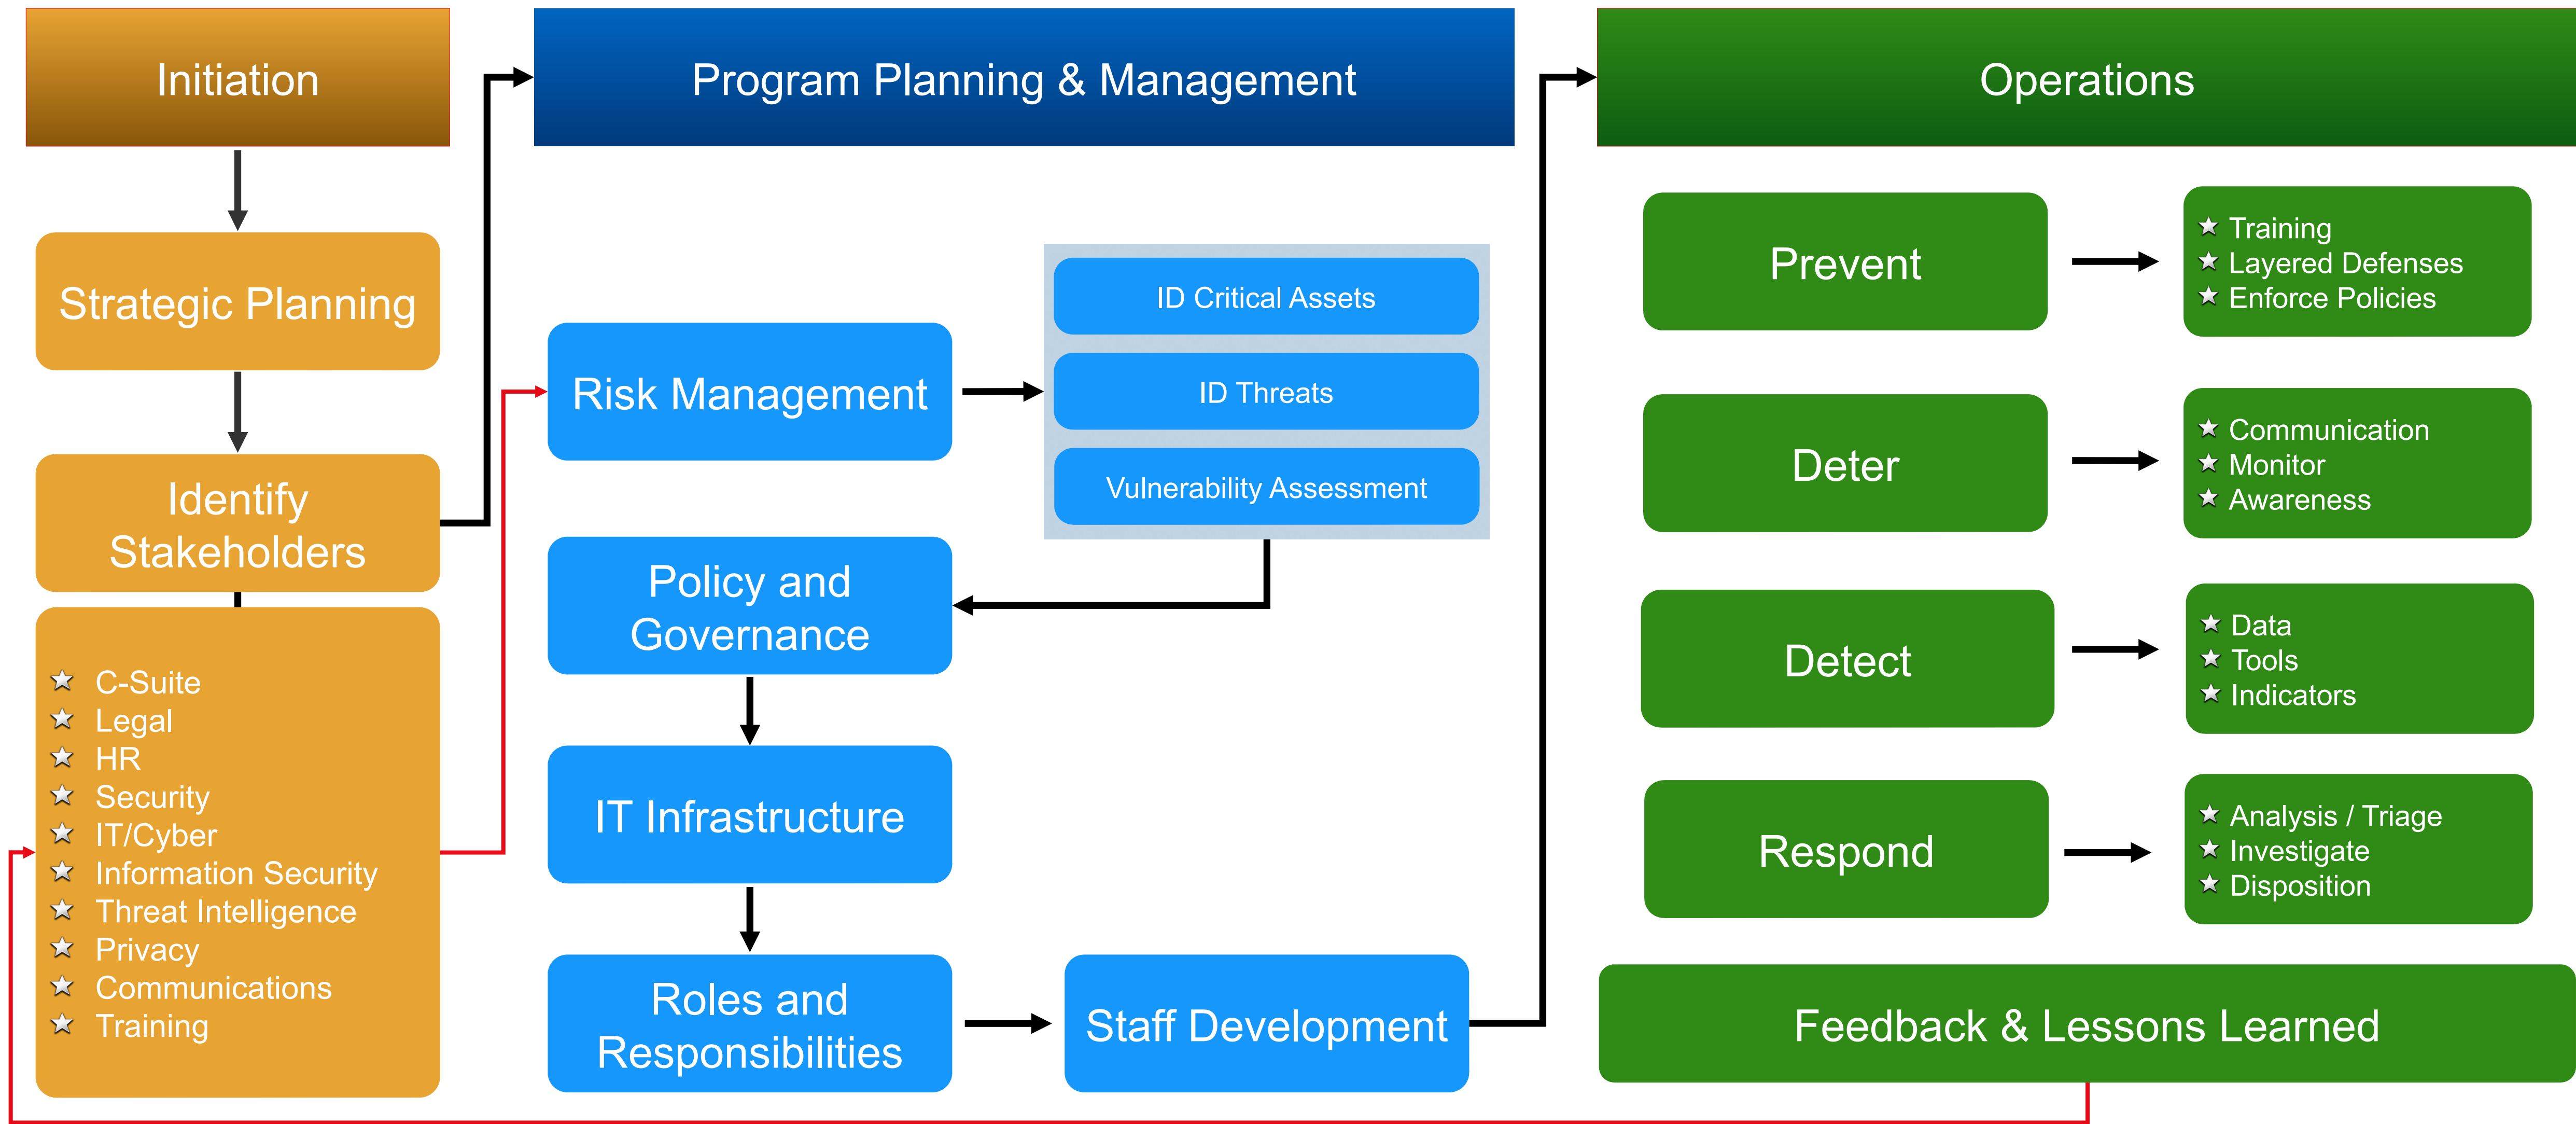 Initiation
Strategic Planning
Identify
Stakeholders
C-Suite
Legal
HR
Security
IT/Cyber
Information Security
Threat Intelligence
Privacy
Communications
Training
Program Planning & Management
Risk Management
ID Critical Assets
ID Threats
Vulnerability Assessment
Policy and
Governance
IT Infrastructure
Roles and
Responsibilities
Staff Development
Operations
Prevent
Training
Layered Defenses
Enforce Policies
Deter
Communication
Monitor
Awareness
Detect
Data
Tools
Indicators
Respond
Analysis / Triage
Investigate
Disposition
Feedback & Lessons Learned